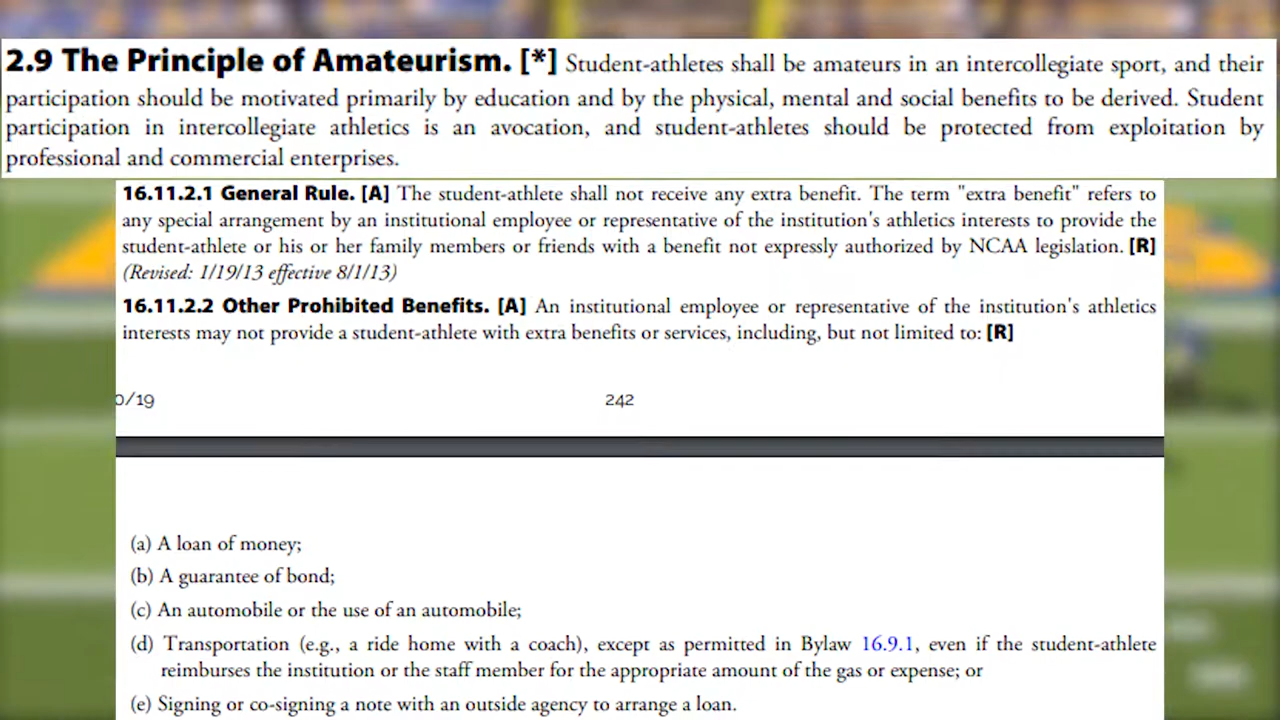 2.9 The Principle of Amateurism. [*] Student-athletes shall be amateurs in an intercollegiate sport, and their
participation should be motivated primarily by education and by the physical, mental and social benefits to be derived. Student
participation in intercollegiate athletics is an avocation, and student-athletes should be protected from exploitation by
professional and commercial enterprises.
16.11.2.1 General Rule. [A] The student-athlete shall not receive any extra benefit. The term "extra benefit" refers to
any special arrangement by an institutional employee or representative of the institution's athletics interests to provide the
student-athlete or his or her family members or friends with a benefit not expressly authorized by NCAA legislation. [R]
(Revised: 1/19/13 effective 8/1/13)
16.11.2.2 Other Prohibited Benefits. [A] An institutional employee or representative of the institution's athletics
interests may not provide a student-athlete with extra benefits or services, including, but not limited to: [R]
0/19 242
(a) A loan of money;
(b) A guarantee of bond;
(c) An automobile or the use of an automobile;
(d) Transportation (e.g., a ride home with a coach), except as permitted in Bylaw 16.9.1, even if the student-athlete
reimburses the institution or the staff member for the appropriate amount of the gas or expense; or
(e) Signing or co-signing a note with an outside agency to arrange a loan.